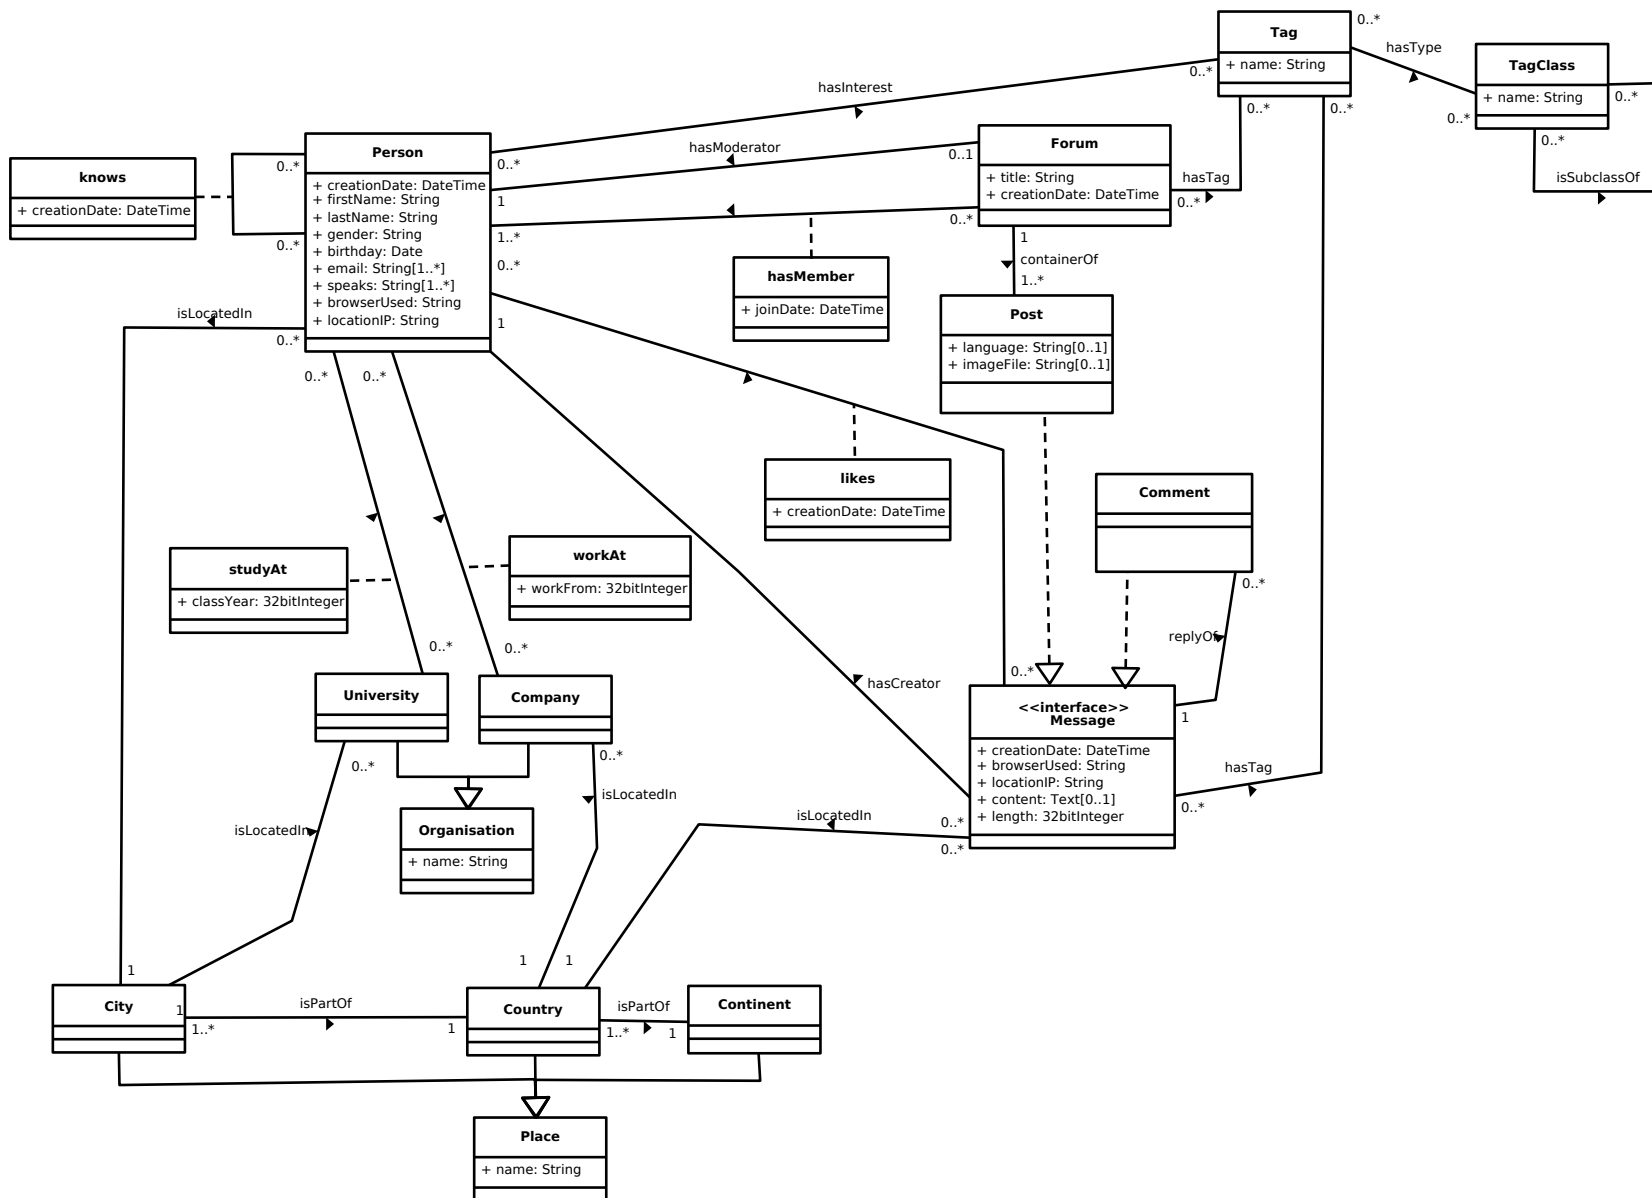 Tag
+ name: String
0..*
0..*
0..*
0..*
hasType
TagClass
+ name: String
0..*
0..*
0..*
isSubclassOf
hasInterest
hasModerator
Person
+ creationDate: DateTime
+ firstName: String
+ lastName: String
+ gender: String
+ birthday: Date
+ email: String[1..*]
+ speaks: String[1..*]
+ browserUsed: String
+ locationIP: String
0..*
0..*
0..*
1
1..*
0..*
1
0..*
0..*
0..*
knows
+ creationDate: DateTime
Forum
+ title: String
+ creationDate: DateTime
0..1
0..*
hasTag
0..*
1
containerOf
1..*
hasMember
+ joinDate: DateTime
Post
+ language: String[0..1]
+ imageFile: String[0..1]
isLocatedIn
likes
+ creationDate: DateTime
Comment
0..*
replyOf
studyAt
+ classYear: 32bitInteger
workAt
+ workFrom: 32bitInteger
0..*
0..*
hasCreator
University
Company
0..*
0..*
<<interface>>
Message
+ creationDate: DateTime
+ browserUsed: String
+ locationIP: String
+ content: Text[0..1]
+ length: 32bitInteger
0..*
1
0..*
0..*
0..*
hasTag
isLocatedIn
isLocatedIn
isLocatedIn
Organisation
+ name: String
1
1
1
City
1
1..*
isPartOf
1
Country
isPartOf
1..*
1
Continent
Place
+ name: String